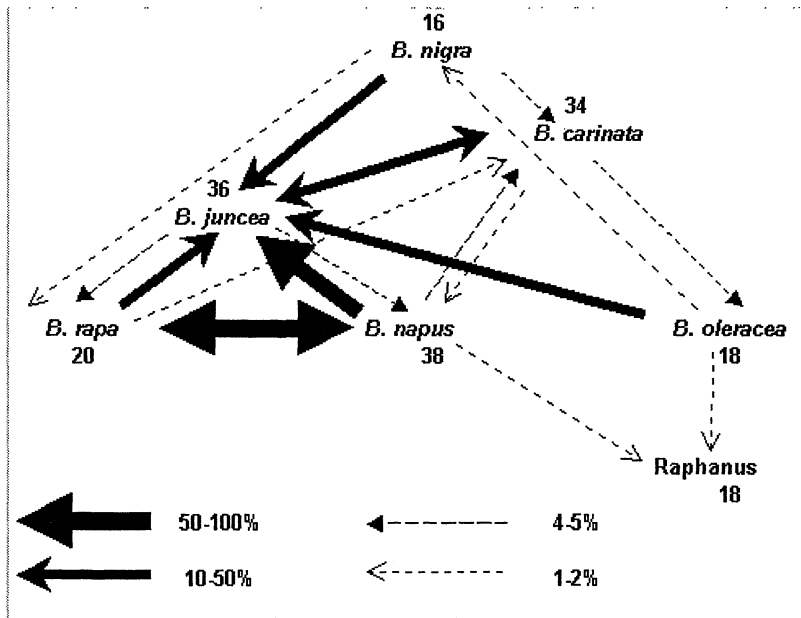 16
B. nigra
34
B. carinata
36
B. juncea
B. rapa
20
B. napus
38
B. oleracea
18
Raphanus
18
50-100%
4-5%
10-50%
1-2%